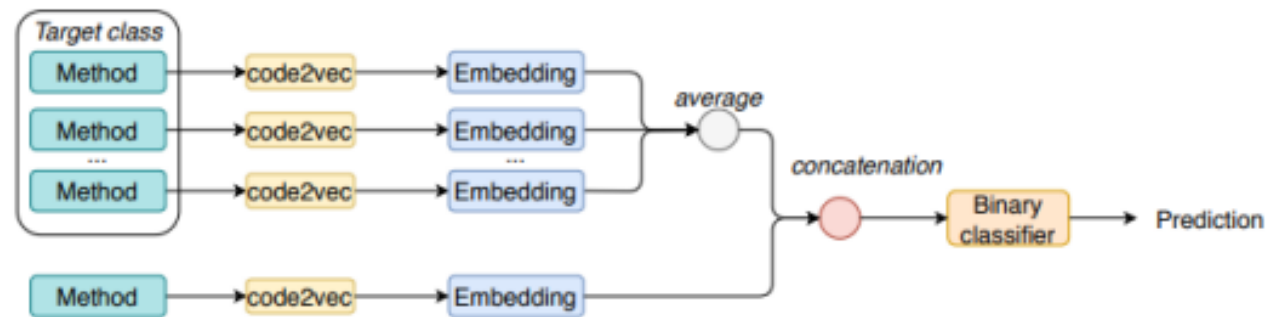 Target class
Method code2vec Embedding
average
Method code2vec Embedding
... ...
concatenation
Method code2vec Embedding
Binary
classifier
Prediction
Method code2vec Embedding